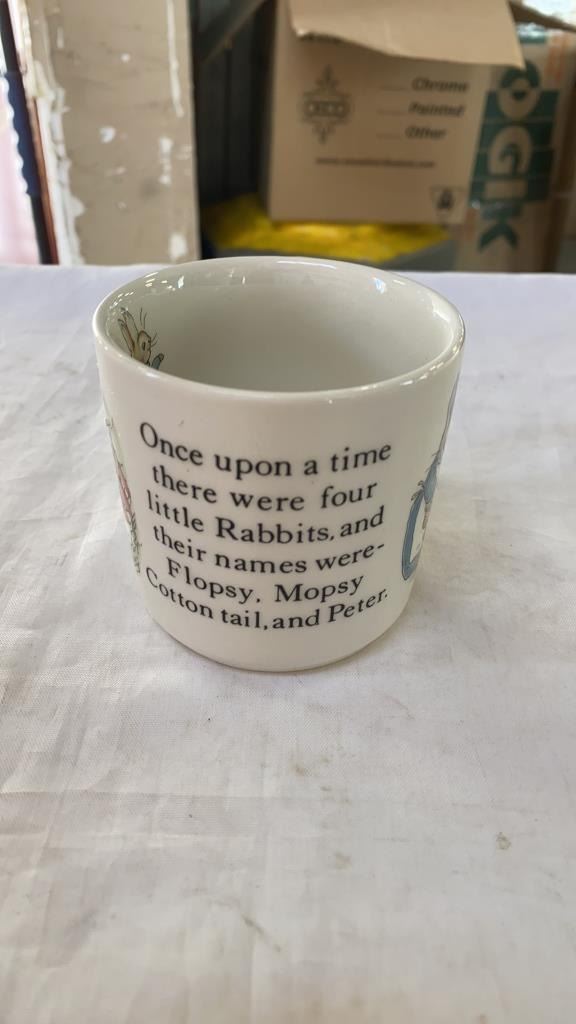 Chrome
Painted
Other
OGIK
Once upon a time
there were four
little Rabbits, and
their names were-
Flopsy, Mopsy
Cotton tail, and Peter.